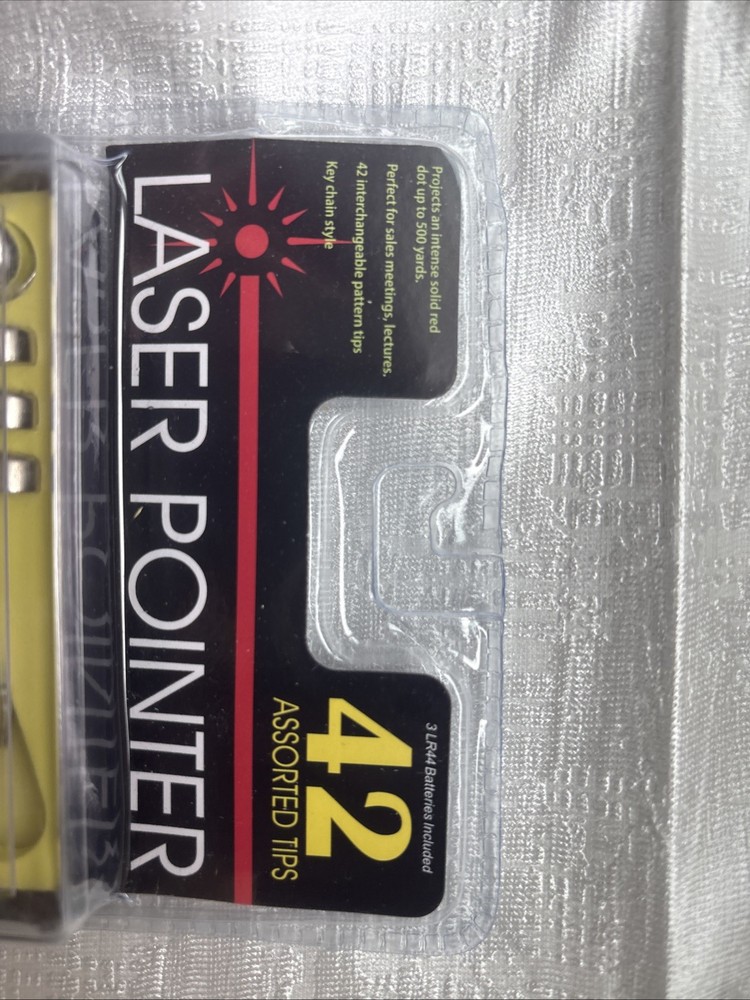 Projects an intense solid red
dot up to 500 yards.
Perfect for sales meetings, lectures.
42 interchangeable pattern tips
Key chain style
3 LR44 Batteries Included
42
ASSORTED TIPS
LASER POINTER